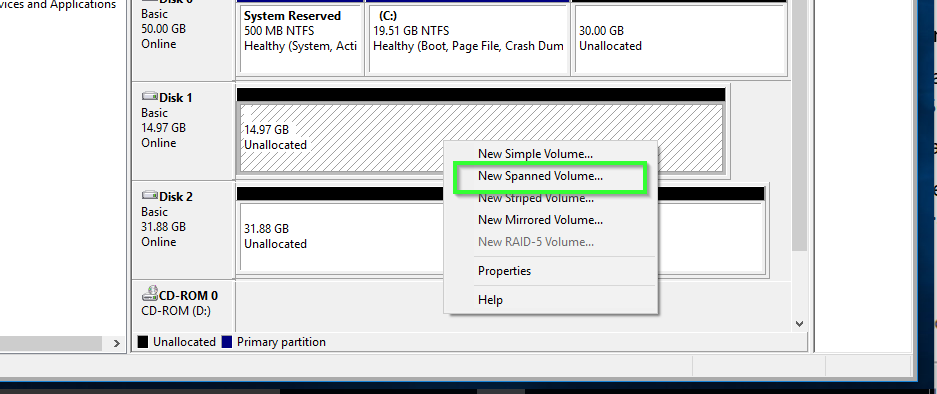 vices and Applications
Disk 0
Basic
50.00 GB
Online
System Reserved
500 MB NTFS
Healthy (System, Acti
(C:)
19.51 GB NTFS
Healthy (Boot, Page File, Crash Dum
30.00 GB
Unallocated
Disk 1
Basic
14.97 GB
Online
14.97 GB
Unallocated
New Simple Volume...
New Spanned Volume...
New Striped Volume...
New Mirrored Volume...
New RAID-5 Volume...
Properties
Help
Disk 2
Basic
31.88 GB
Online
31.88 GB
Unallocated
CD-ROM 0
CD-ROM (D:)
Unallocated Primary partition